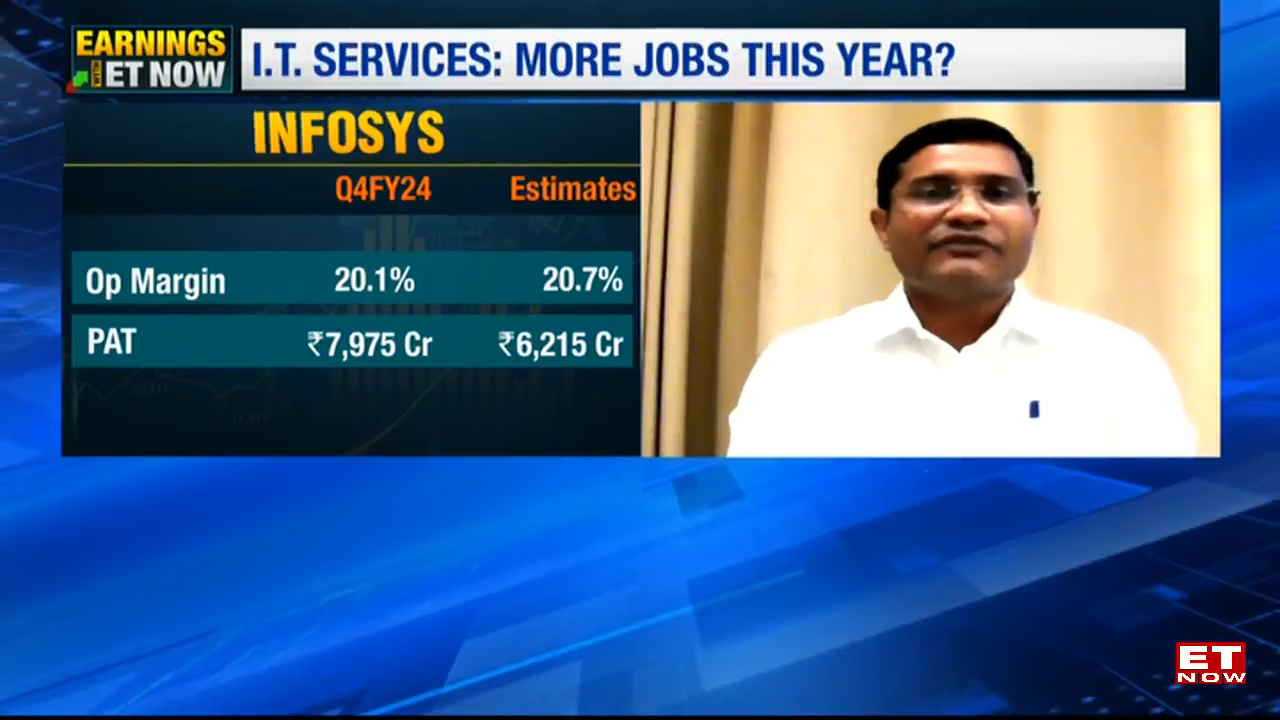 EARNINGS
WITH
ET NOW
I.T. SERVICES: MORE JOBS THIS YEAR?
INFOSYS
Q4FY24 Estimates
Op Margin 20.1% 20.7%
PAT ₹7,975 Cr ₹6,215 Cr
ET
NOW